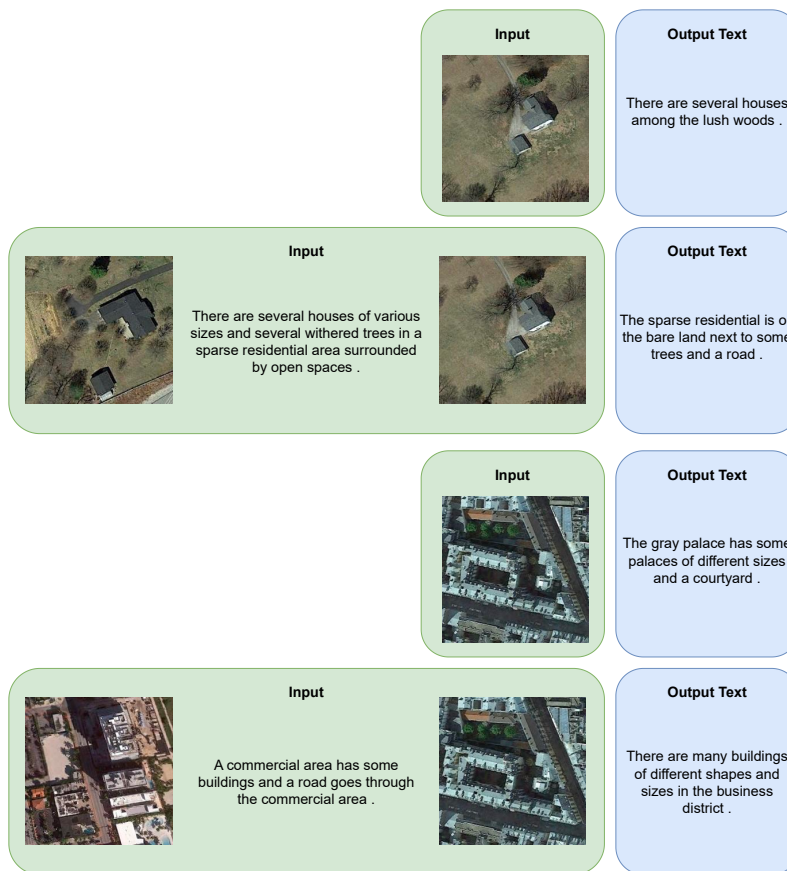 Input
Output Text
There are several houses
among the lush woods .
Input
There are several houses of various
sizes and several withered trees in a
sparse residential area surrounded
by open spaces .
Output Text
The sparse residential is
the bare land next to some
trees and a road .
Input
Output Text
The gray palace has some
palaces of different sizes
and a courtyard .
Input
A commercial area has some
buildings and a road goes through
the commercial area .
Output Text
There are many buildings
of different shapes and
sizes in the business
district .